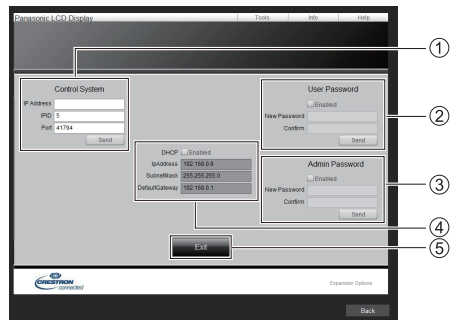 Panasonic LCD Display
Tools Info Help
①
Control System
IP Address
IPID 5
Port 41794
Send
User Password
Enabled
New Password
Confirm
Send
②
Admin Password
Enabled
New Password
Confirm
Send
③
DHCP Enabled
IpAddress 192.168.0.8
SubnetMask 255.255.255.0
DefaultGateway 192.168.0.1
④
Exit
⑤
CRESTRON
connected
Expansion Options
Back